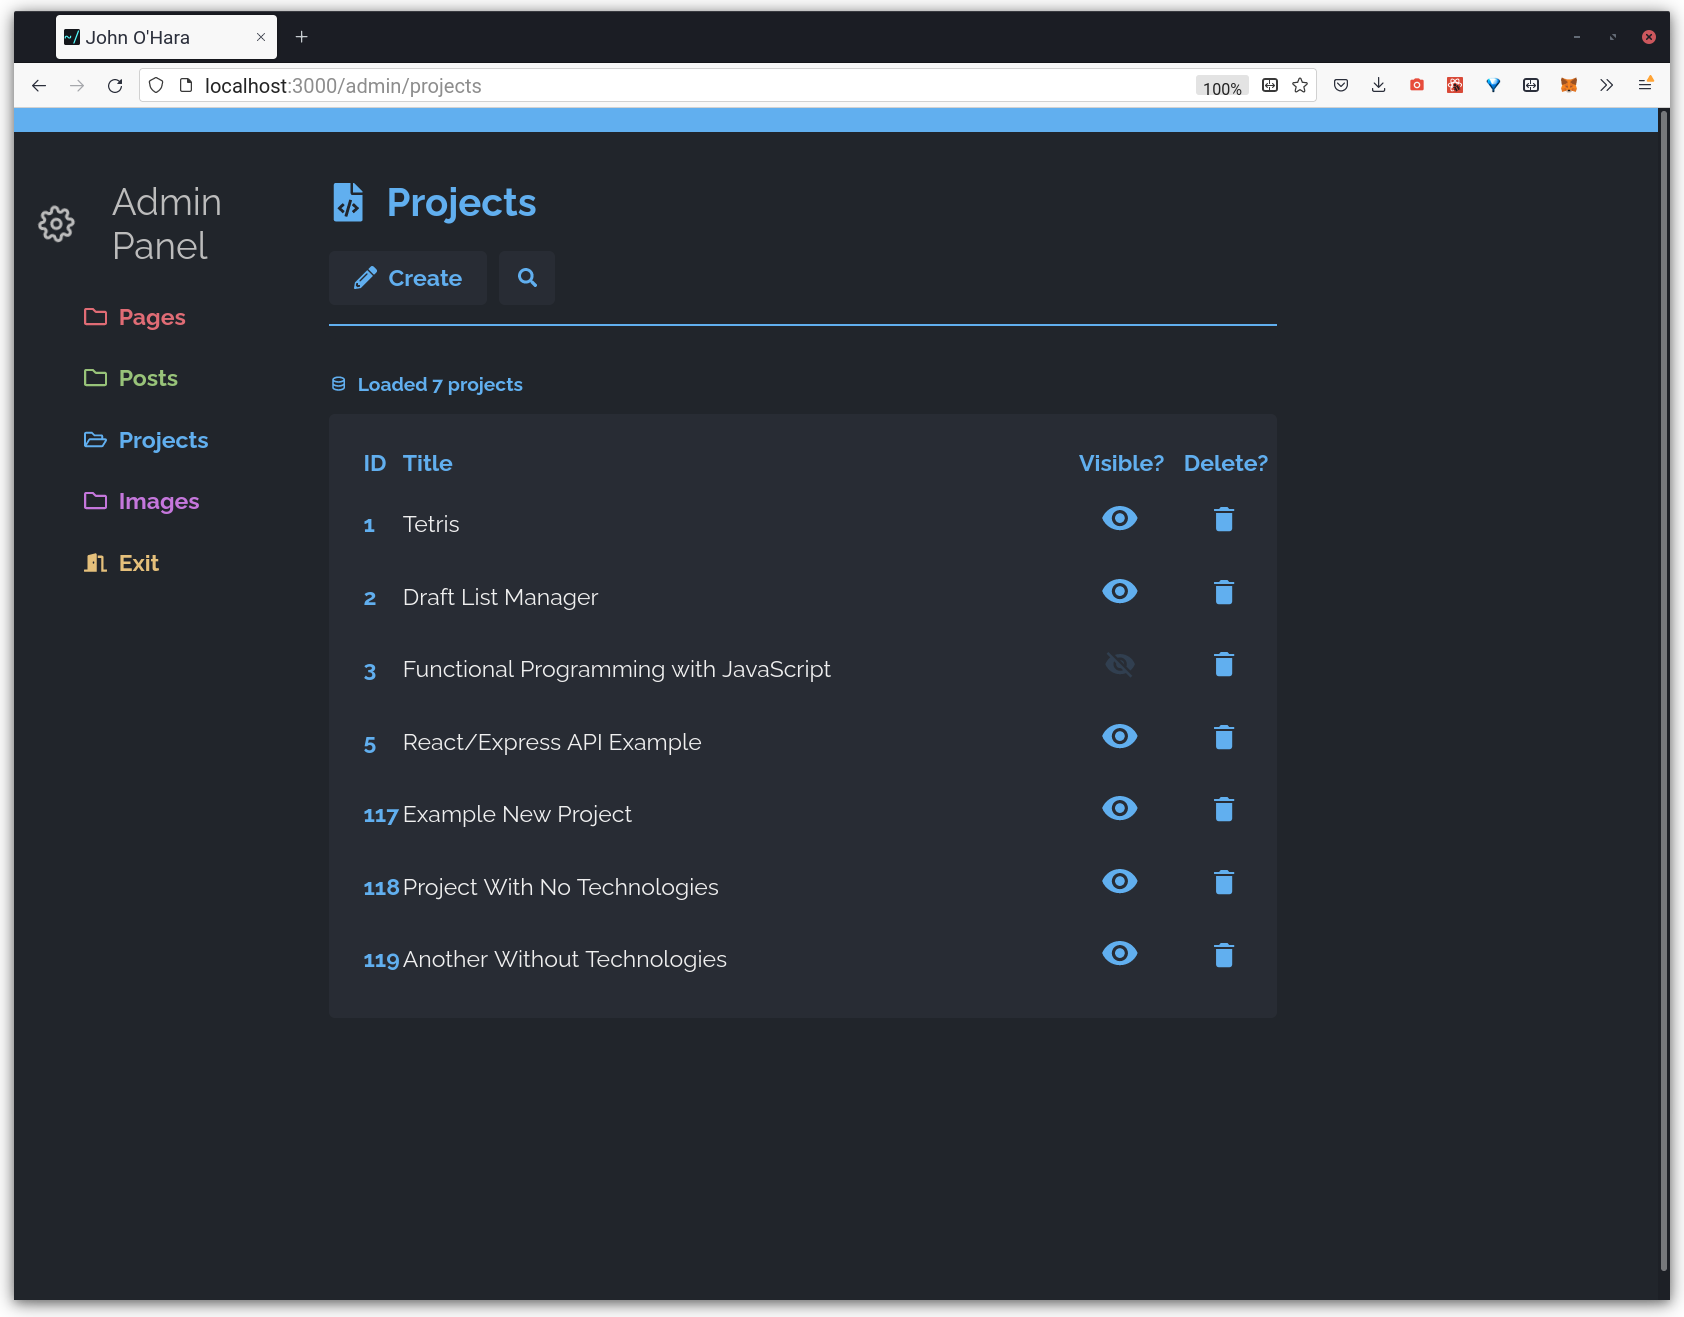 John O'Hara
localhost:3000/admin/projects
100%
Admin
Panel
Pages
Posts
Projects
Images
Exit
Projects
Create
Loaded 7 projects
ID Title Visible? Delete?
1 Tetris
2 Draft List Manager
3 Functional Programming with JavaScript
5 React/Express API Example
117 Example New Project
118 Project With No Technologies
119 Another Without Technologies